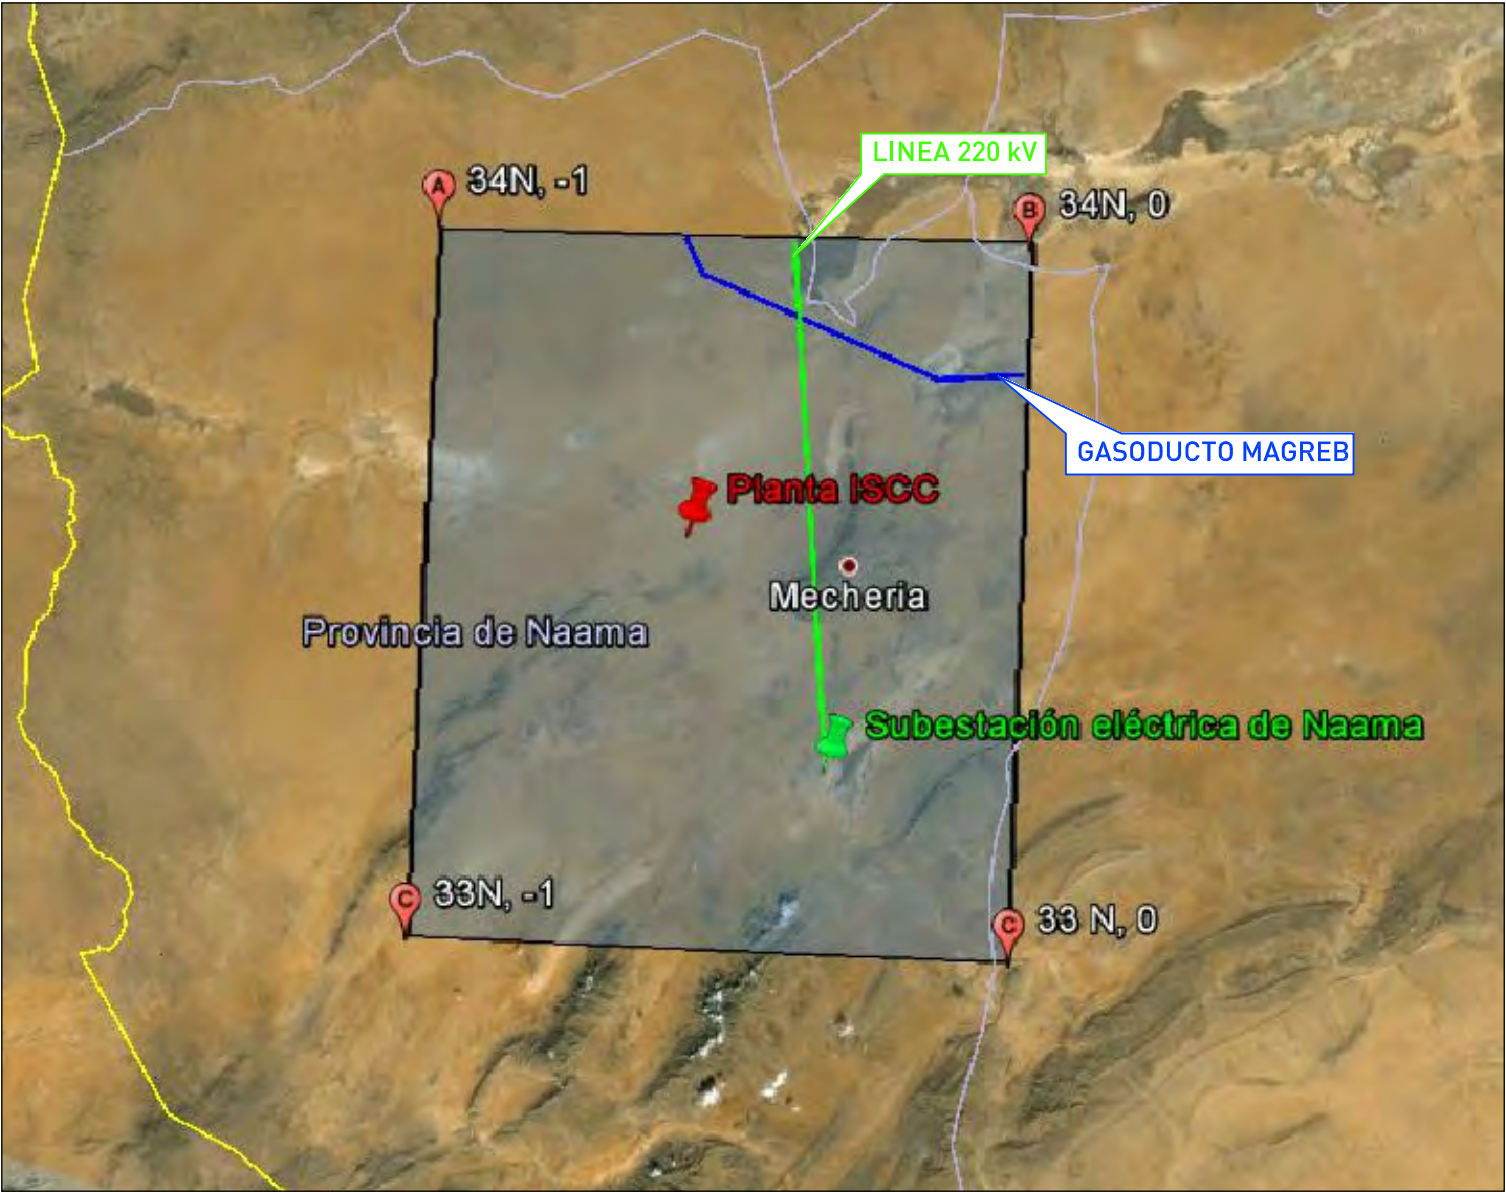 LINEA 220 kV
A
34N, -1
B
34N, 0
GASODUCTO MAGREB
Planta ISCC
Mecheria
Provincia de Naama
Subestación eléctrica de Naama
C
33N, -1
C
33 N, 0